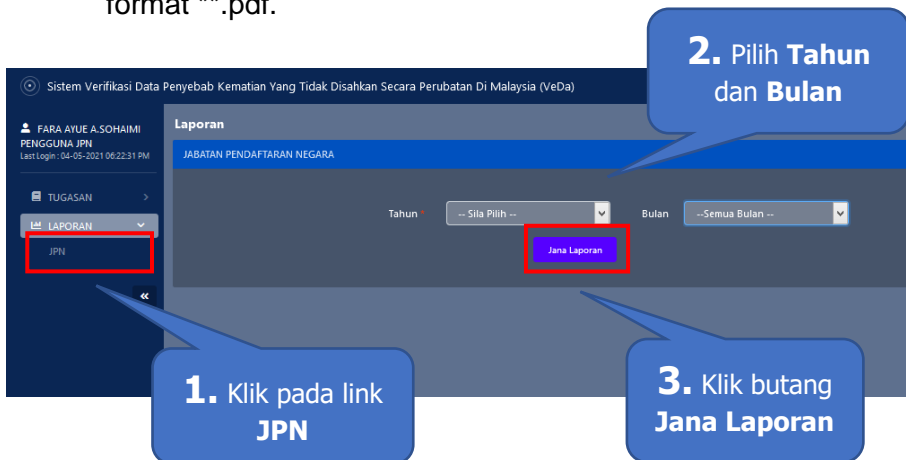 format "*.pdf.
2. Pilih Tahun
dan Bulan
Sistem Verifikasi Data Penyebab Kematian Yang Tidak Disahkan Secara Perubatan Di Malaysia (VeDa)
FARA AYUE A.SOHAIMI
PENGGUNA JPN
Last Login : 04-05-2021 06:22:31 PM
Laporan
JABATAN PENDAFTARAN NEGARA
TUGASAN
LAPORAN
JPN
Tahun * -- Sila Pilih -- Bulan --Semua Bulan --
Jana Laporan
«
1. Klik pada link
JPN
3. Klik butang
Jana Laporan